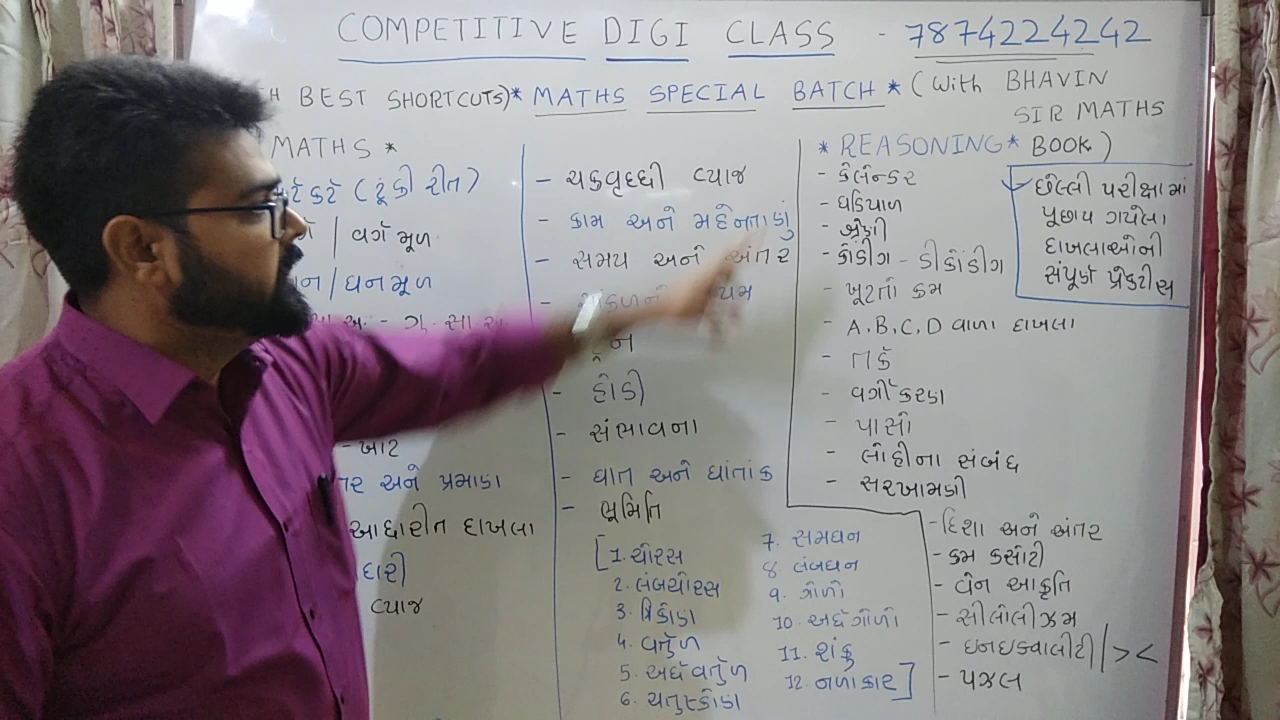 COMPETITIVE DIGI CLASS - 7874224242
BEST SHORTCUTS) * MATHS SPECIAL BATCH * (With BHAVIN
SIR MATHS
BOOK)
MATHS *
(ટૂંકી રીત)
/ વર્ગમૂળ
/ ઘનમૂળ
- ખાટ
અને પ્રમાણ
આધારીત દાખલા
વ્યાજ
- ચક્રવૃધ્ધી વ્યાજ
- કામ અને મહેનતાણું
- સમય અને અંતર
- હોડી
- સંભાવના
- ઘાત અને ઘાંતાંક
- ભૂમિતિ
[ 1. ચોરસ
2. લંબચોરસ
3. ત્રિકોણ
4. વર્તુળ
5. અર્ધવર્તુળ
6. ચતુષ્કોણ
7. સમઘન
8 લંબઘન
9. ગોળો
10. અર્ધગોળો
11. શંકુ
12. નળાકાર ]
* REASONING *
- કેલેન્ડર
- ઘડિયાળ
- શ્રેણી
- કોડીંગ - ડીકોડીંગ
- ખૂટતો ક્રમ
- A, B, C, D વાળા દાખલા
- તર્ક
- વર્ગીકરણ
- પાસો
- લોહીના સંબંધ
- સરખામણી
- દિશા અને અંતર
- ક્રમ કસોટી
- વેન આકૃતિ
- સીલોલીઝમ
- ઇનઇક્વાલીટી / > <
- પઝલ
છેલ્લી પરીક્ષામાં
પૂછાય ગયેલા
દાખલાઓની
સંપૂર્ણ પ્રેક્ટીસ